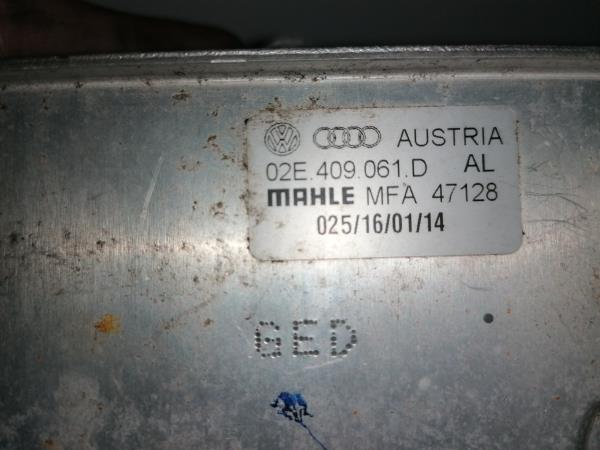 AUSTRIA
02E.409.061.D AL
MAHLE MFA 47128
025/16/01/14
GED